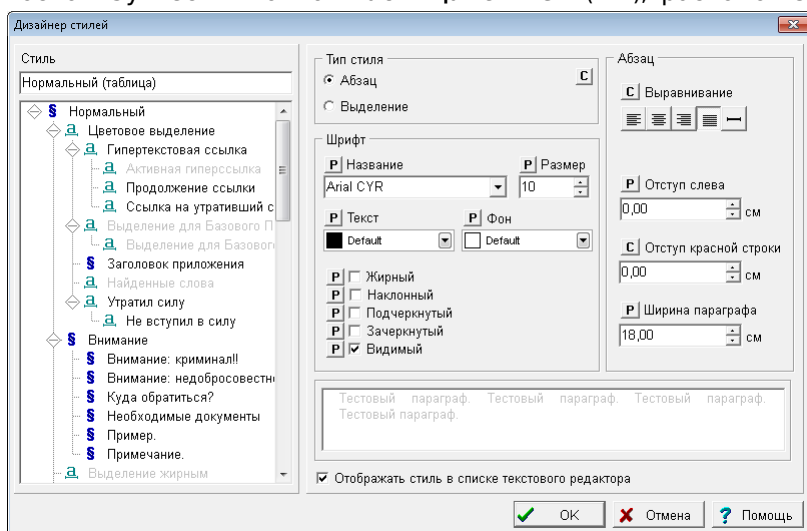 Дизайнер стилей
Стиль
Нормальный (таблица)
§ Нормальный
a Цветовое выделение
a Гипертекстовая ссылка
a Активная гиперссылка
a Продолжение ссылки
a Ссылка на утративший с
a Выделение для Базового П
a Выделение для Базового
§ Заголовок приложения
a Найденные слова
a Утратил силу
a Не вступил в силу
§ Внимание
§ Внимание: криминал!!
§ Внимание: недобросовестн
§ Куда обратиться?
§ Необходимые документы
§ Пример.
§ Примечание.
a Выделение жирным
Тип стиля
Абзац C
Выделение
Шрифт
P Название P Размер
Arial CYR 10
P Текст P Фон
Default Default
P Жирный
P Наклонный
P Подчеркнутый
P Зачеркнутый
P Видимый
Абзац
C Выравнивание
P Отступ слева
0,00 см
C Отступ красной строки
0,00 см
P Ширина параграфа
18,00 см
Тестовый параграф. Тестовый параграф. Тестовый параграф.
Тестовый параграф.
Отображать стиль в списке текстового редактора
OK Отмена ? Помощь